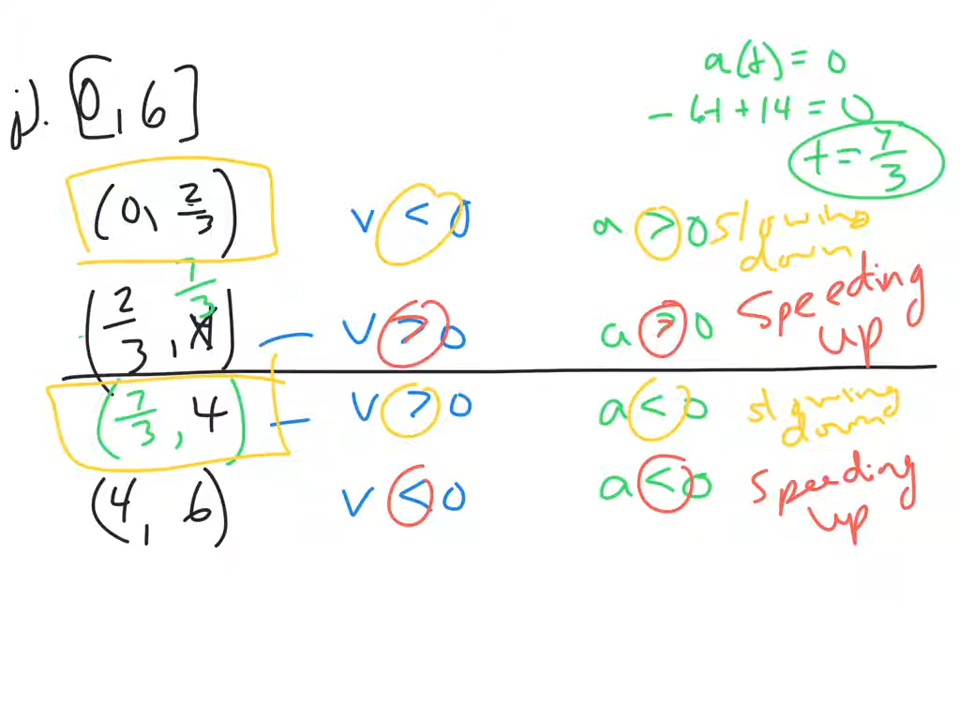 a(t) = 0
- 6t + 14 = 0
t = 7/3
j). [0, 6]
(0, 2/3) v < 0 a > 0 slowing down
(2/3, 7/3) v > 0 a > 0 Speeding up
(7/3, 4) v > 0 a < 0 slowing down
(4, 6) v < 0 a < 0 speeding up